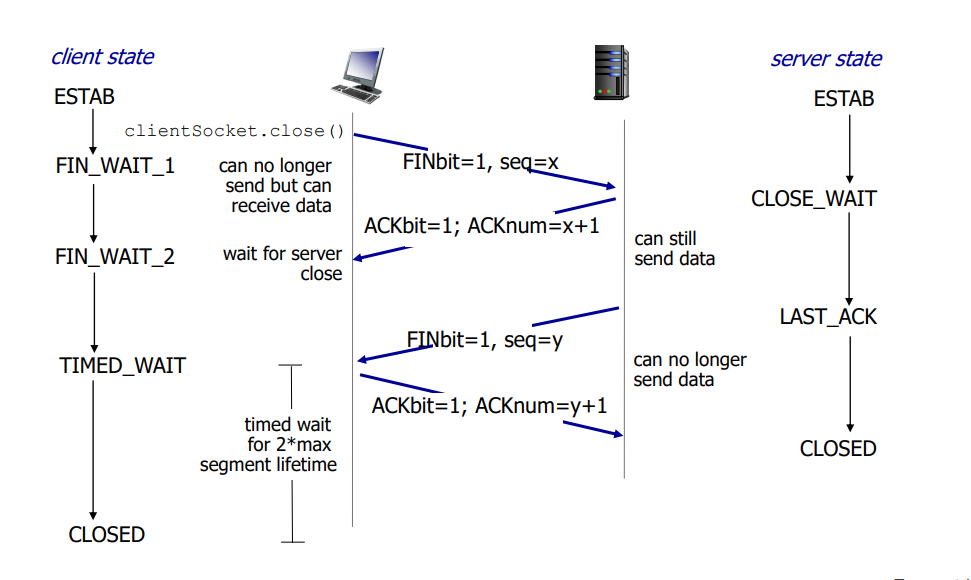 client state
server state
ESTAB
ESTAB
clientSocket.close()
FINbit=1, seq=x
FIN_WAIT_1
can no longer
send but can
receive data
CLOSE_WAIT
ACKbit=1; ACKnum=x+1
can still
send data
FIN_WAIT_2
wait for server
close
LAST_ACK
FINbit=1, seq=y
can no longer
send data
TIMED_WAIT
ACKbit=1; ACKnum=y+1
timed wait
for 2*max
segment lifetime
CLOSED
CLOSED